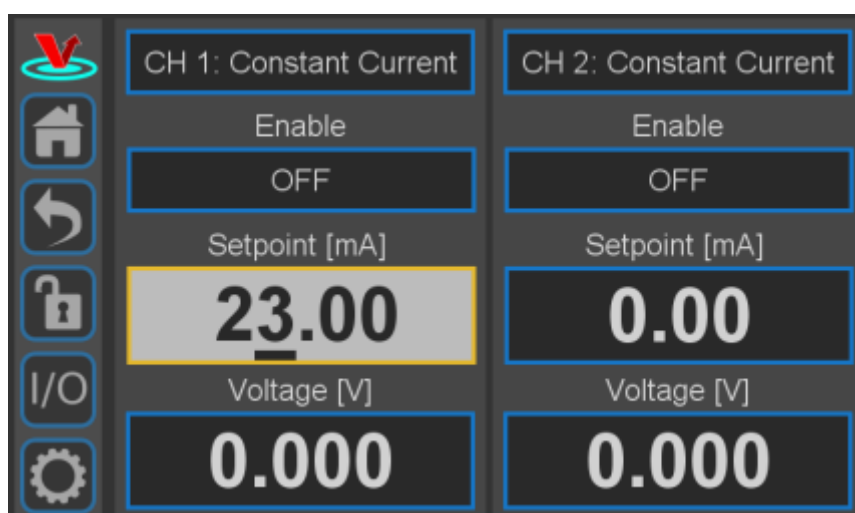 CH 1: Constant Current
Enable
OFF
Setpoint [mA]
23.00
Voltage [V]
0.000
CH 2: Constant Current
Enable
OFF
Setpoint [mA]
0.00
Voltage [V]
0.000
I/O